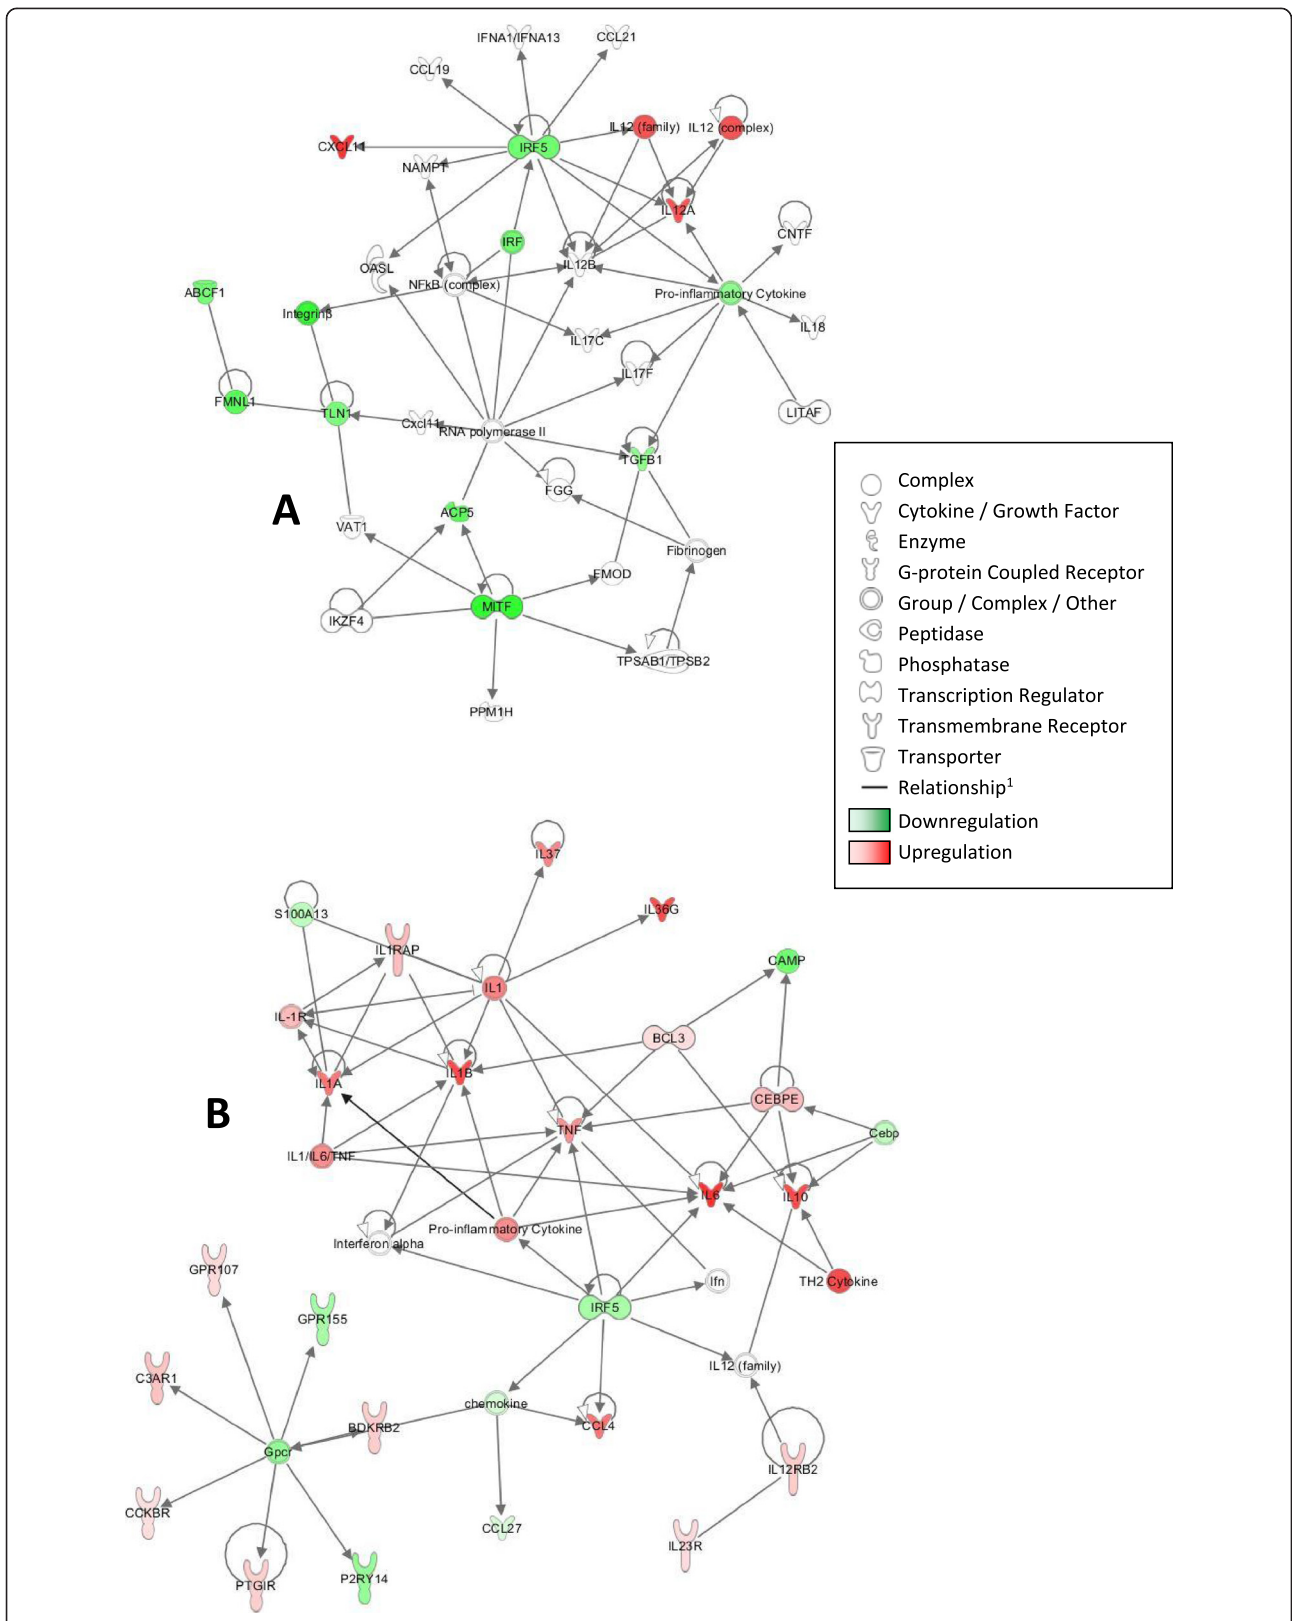 IFNA1/IFNA13
CCL21
CCL19
IL12 (family)
IL12 (complex)
CXCL11
IRF5
NAMPT
IL12A
CNTF
IRF
OASL
IL12B
NFkB (complex)
ABCF1
Pro-inflammatory Cytokine
Integrinβ
IL18
IL17C
IL17F
FMNL1
TLN1
LITAF
Cxcl11
RNA polymerase II
TGFB1
FGG
A
ACP5
VAT1
Fibrinogen
FMOD
MITF
IKZF4
TPSAB1/TPSB2
PPM1H
Complex
Cytokine / Growth Factor
Enzyme
G-protein Coupled Receptor
Group / Complex / Other
Peptidase
Phosphatase
Transcription Regulator
Transmembrane Receptor
Transporter
Relationship1
Downregulation
Upregulation
IL37
S100A13
IL36G
IL1RAP
CAMP
IL1
IL-1R
BCL3
IL1A
IL1B
CEBPE
B
TNF
Cebp
IL1/IL6/TNF
IL6
IL10
Pro-inflammatory Cytokine
Interferon alpha
GPR107
Ifn
TH2 Cytokine
IRF5
GPR155
IL12 (family)
C3AR1
chemokine
BDKRB2
CCL4
Gpcr
IL12RB2
CCKBR
CCL27
IL23R
PTGIR
P2RY14